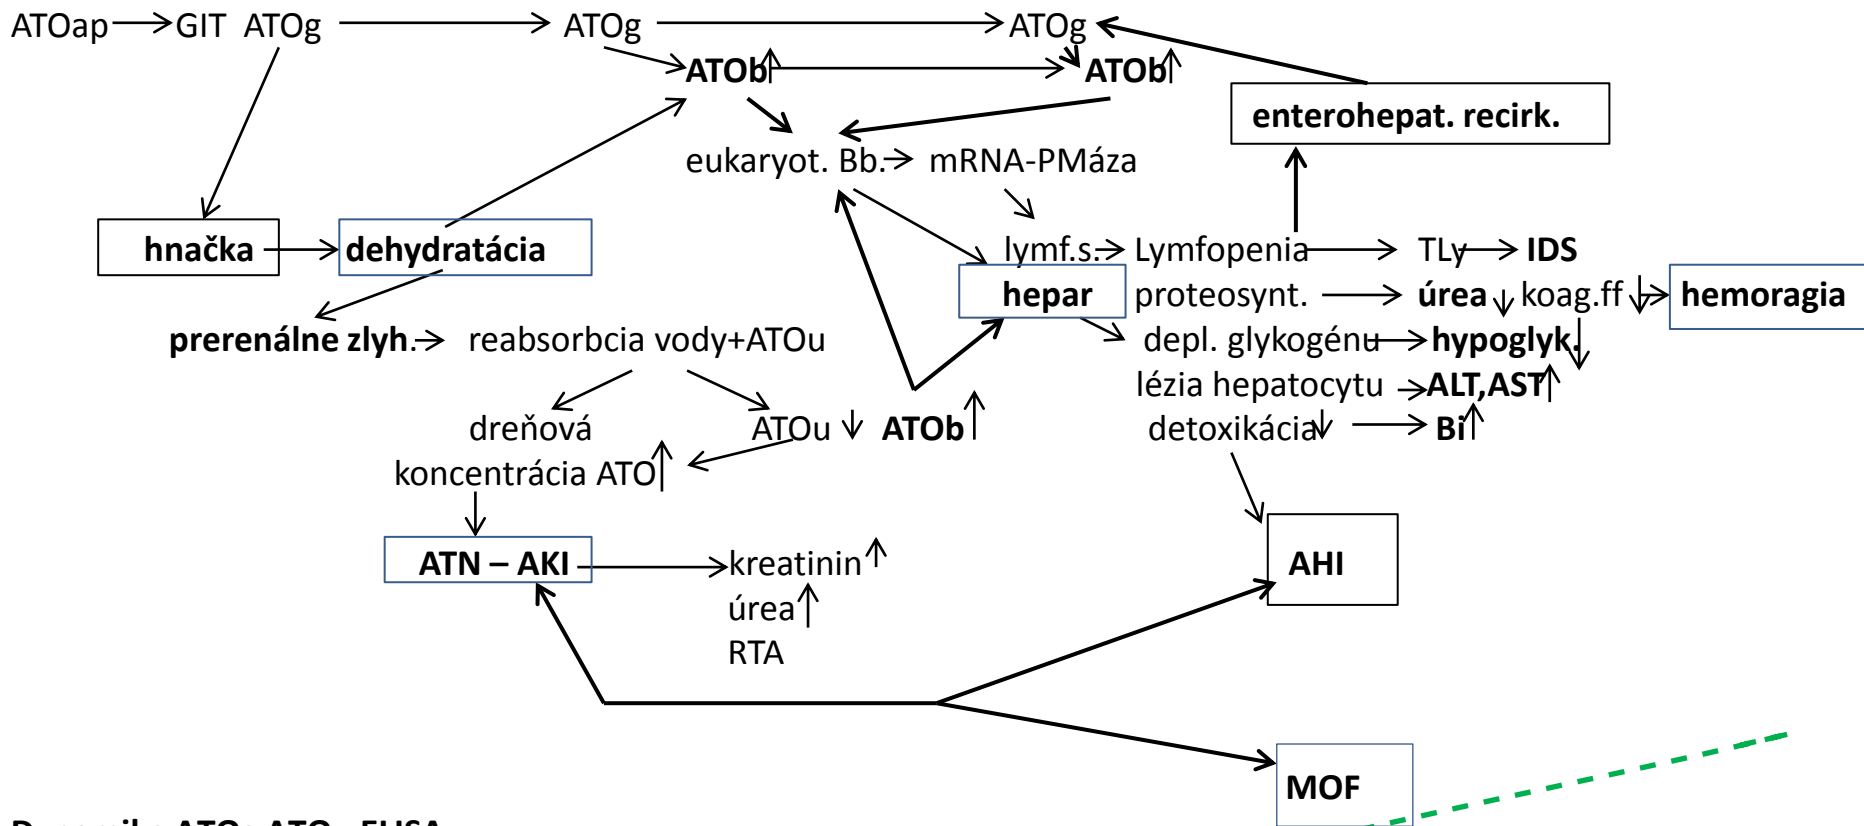 ATOap GIT ATOg ATOg ATOg
ATOb ATOb
enterohepat. recirk.
eukaryot. Bb. mRNA-PMáza
hnačka dehydratácia lymf.s. Lymfopenia TLy IDS
hepar proteosynt. úrea koag.ff hemoragia
prerenálne zlyh. reabsorbcia vody+ATOu depl. glykogénu hypoglyk.
lézia hepatocytu ALT,AST
dreňová ATOu ATOb detoxikácia Bi
koncentrácia ATO
ATN – AKI kreatinin AHI
úrea
RTA
MOF